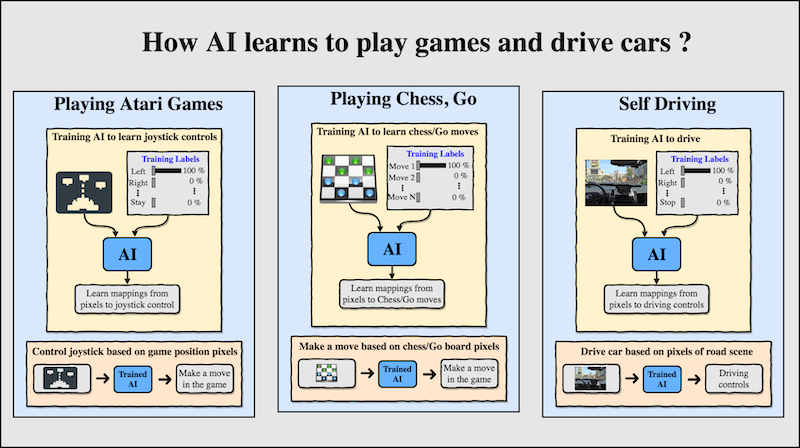 How AI learns to play games and drive cars ?
Playing Atari Games
Training AI to learn joystick controls
Training Labels
Left 100 %
Right 0 %
Stay 0 %
AI
Learn mappings from
pixels to joystick control
Control joystick based on game position pixels
Trained
AI
Make a move
in the game
Playing Chess, Go
Training AI to learn chess/Go moves
Training Labels
Move 1 100 %
Move 2 0 %
Move N 0 %
AI
Learn mappings from
pixels to Chess/Go moves
Make a move based on chess/Go board pixels
Trained
AI
Make a move
in the game
Self Driving
Training AI to drive
Training Labels
Left 100 %
Right 0 %
Stop 0 %
AI
Learn mappings from
pixels to driving controls
Drive car based on pixels of road scene
Trained
AI
Driving
controls